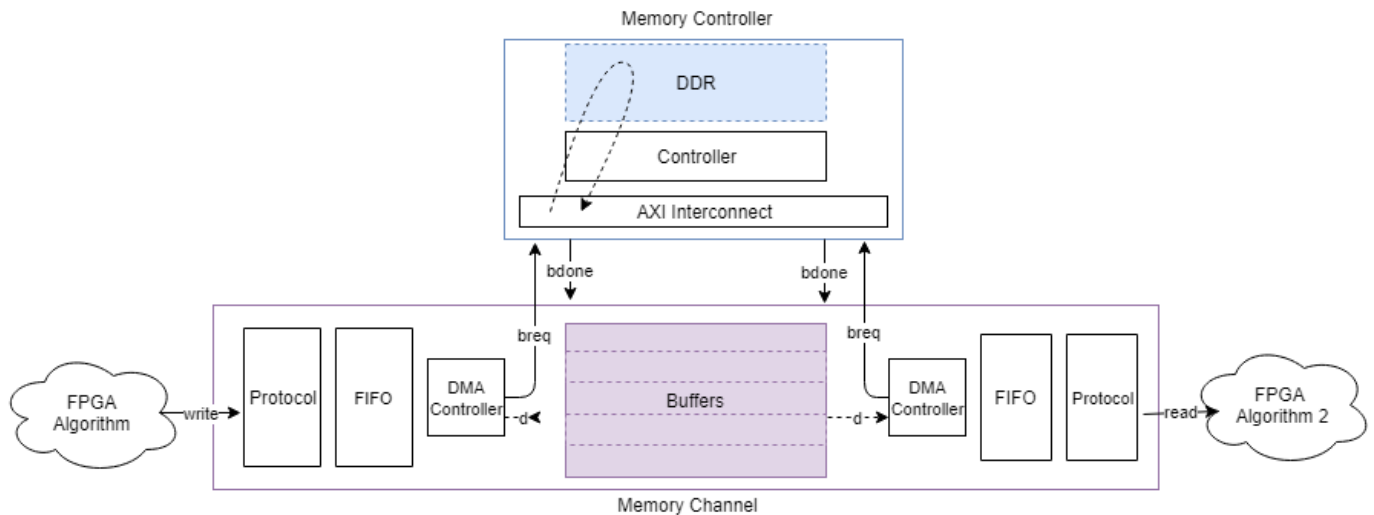 Memory Controller
DDR
Controller
AXI Interconnect
bdone
bdone
breq
breq
FPGA
Algorithm
write
Protocol
FIFO
DMA
Controller
d
Buffers
d
DMA
Controller
FIFO
Protocol
read
FPGA
Algorithm 2
Memory Channel